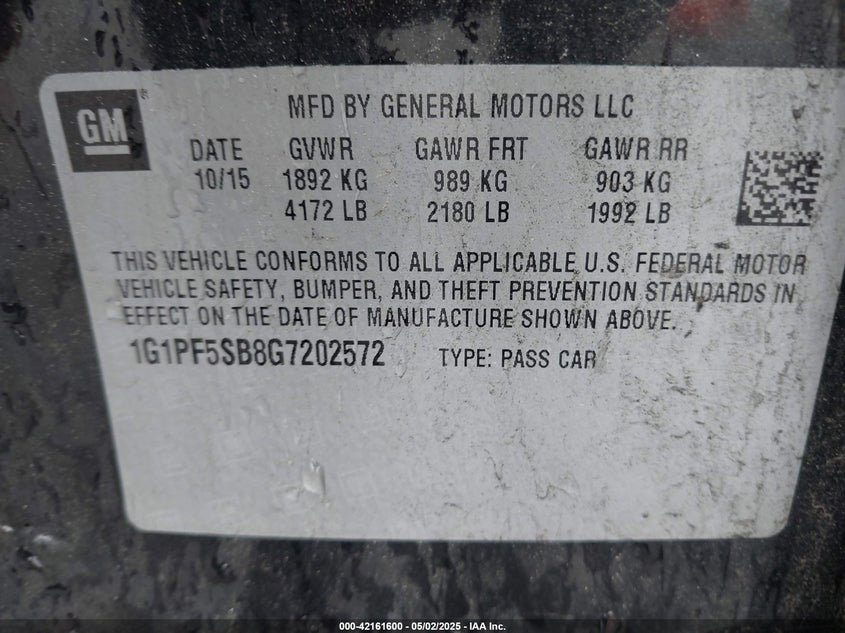 GM
MFD BY GENERAL MOTORS LLC
DATE GVWR GAWR FRT GAWR RR
10/15 1892 KG 989 KG 903 KG
4172 LB 2180 LB 1992 LB
THIS VEHICLE CONFORMS TO ALL APPLICABLE U.S. FEDERAL MOTOR
VEHICLE SAFETY, BUMPER, AND THEFT PREVENTION STANDARDS IN
EFFECT ON THE DATE OF MANUFACTURE SHOWN ABOVE.
1G1PF5SB8G7202572 TYPE: PASS CAR
000-42161600 - 05/02/2025 - IAA Inc.